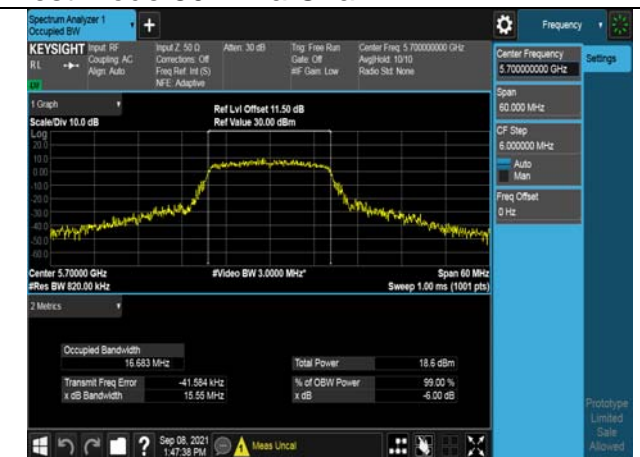 Spectrum Analyzer 1
Occupied BW
+
Frequency
KEYSIGHT
RL
Input: RF
Coupling: AC
Align: Auto
Input Z: 50 Ω
Corrections: Off
Freq Ref: Int (S)
NFE: Adaptive
Atten: 30 dB
Trig: Free Run
Gate: Off
#IF Gain: Low
Center Freq: 5.700000000 GHz
Avg|Hold: 10/10
Radio Std: None
Center Frequency
5.700000000 GHz
Settings
Span
60.000 MHz
CF Step
6.000000 MHz
Auto
Man
Freq Offset
0 Hz
1 Graph
Scale/Div 10.0 dB
Ref Lvl Offset 11.50 dB
Ref Value 30.00 dBm
Log
20.0
10.0
0.00
-10.0
-20.0
-30.0
-40.0
-50.0
-60.0
Center 5.70000 GHz
#Video BW 3.0000 MHz*
Span 60 MHz
#Res BW 820.00 kHz
Sweep 1.00 ms (1001 pts)
2 Metrics
Occupied Bandwidth
16.683 MHz
Total Power
18.6 dBm
Transmit Freq Error
-41.584 kHz
% of OBW Power
99.00 %
x dB Bandwidth
15.55 MHz
x dB
-6.00 dB
Prototype
Limited
Sale
Allowed
?
Sep 08, 2021
1:47:38 PM
Meas Uncal